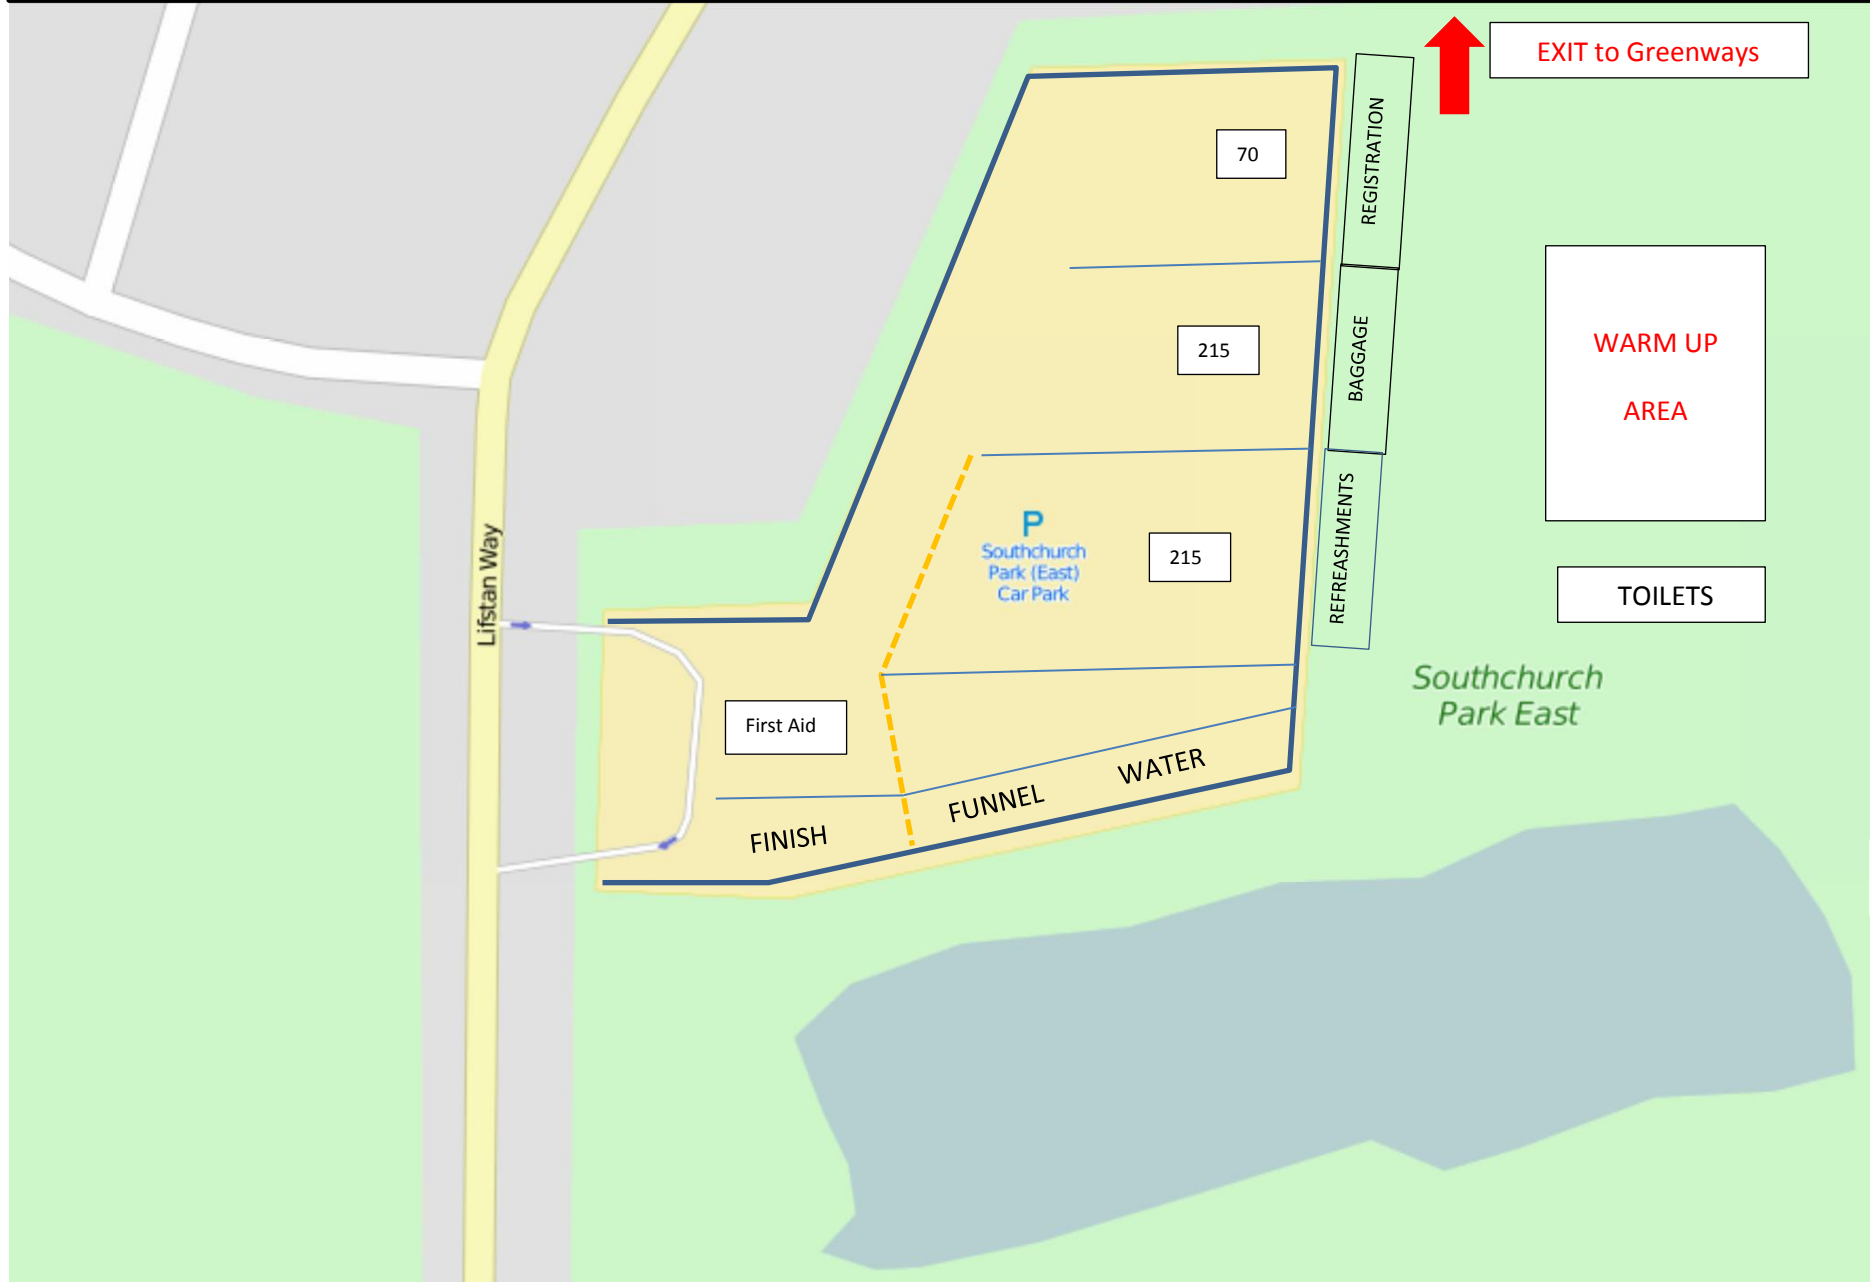 EXIT to Greenways
70
REGISTRATION
215
BAGGAGE
WARM UP
AREA
P
Southchurch
Park (East)
Car Park
215
REFREASHMENTS
TOILETS
Lifstan Way
Southchurch
Park East
First Aid
WATER
FUNNEL
FINISH